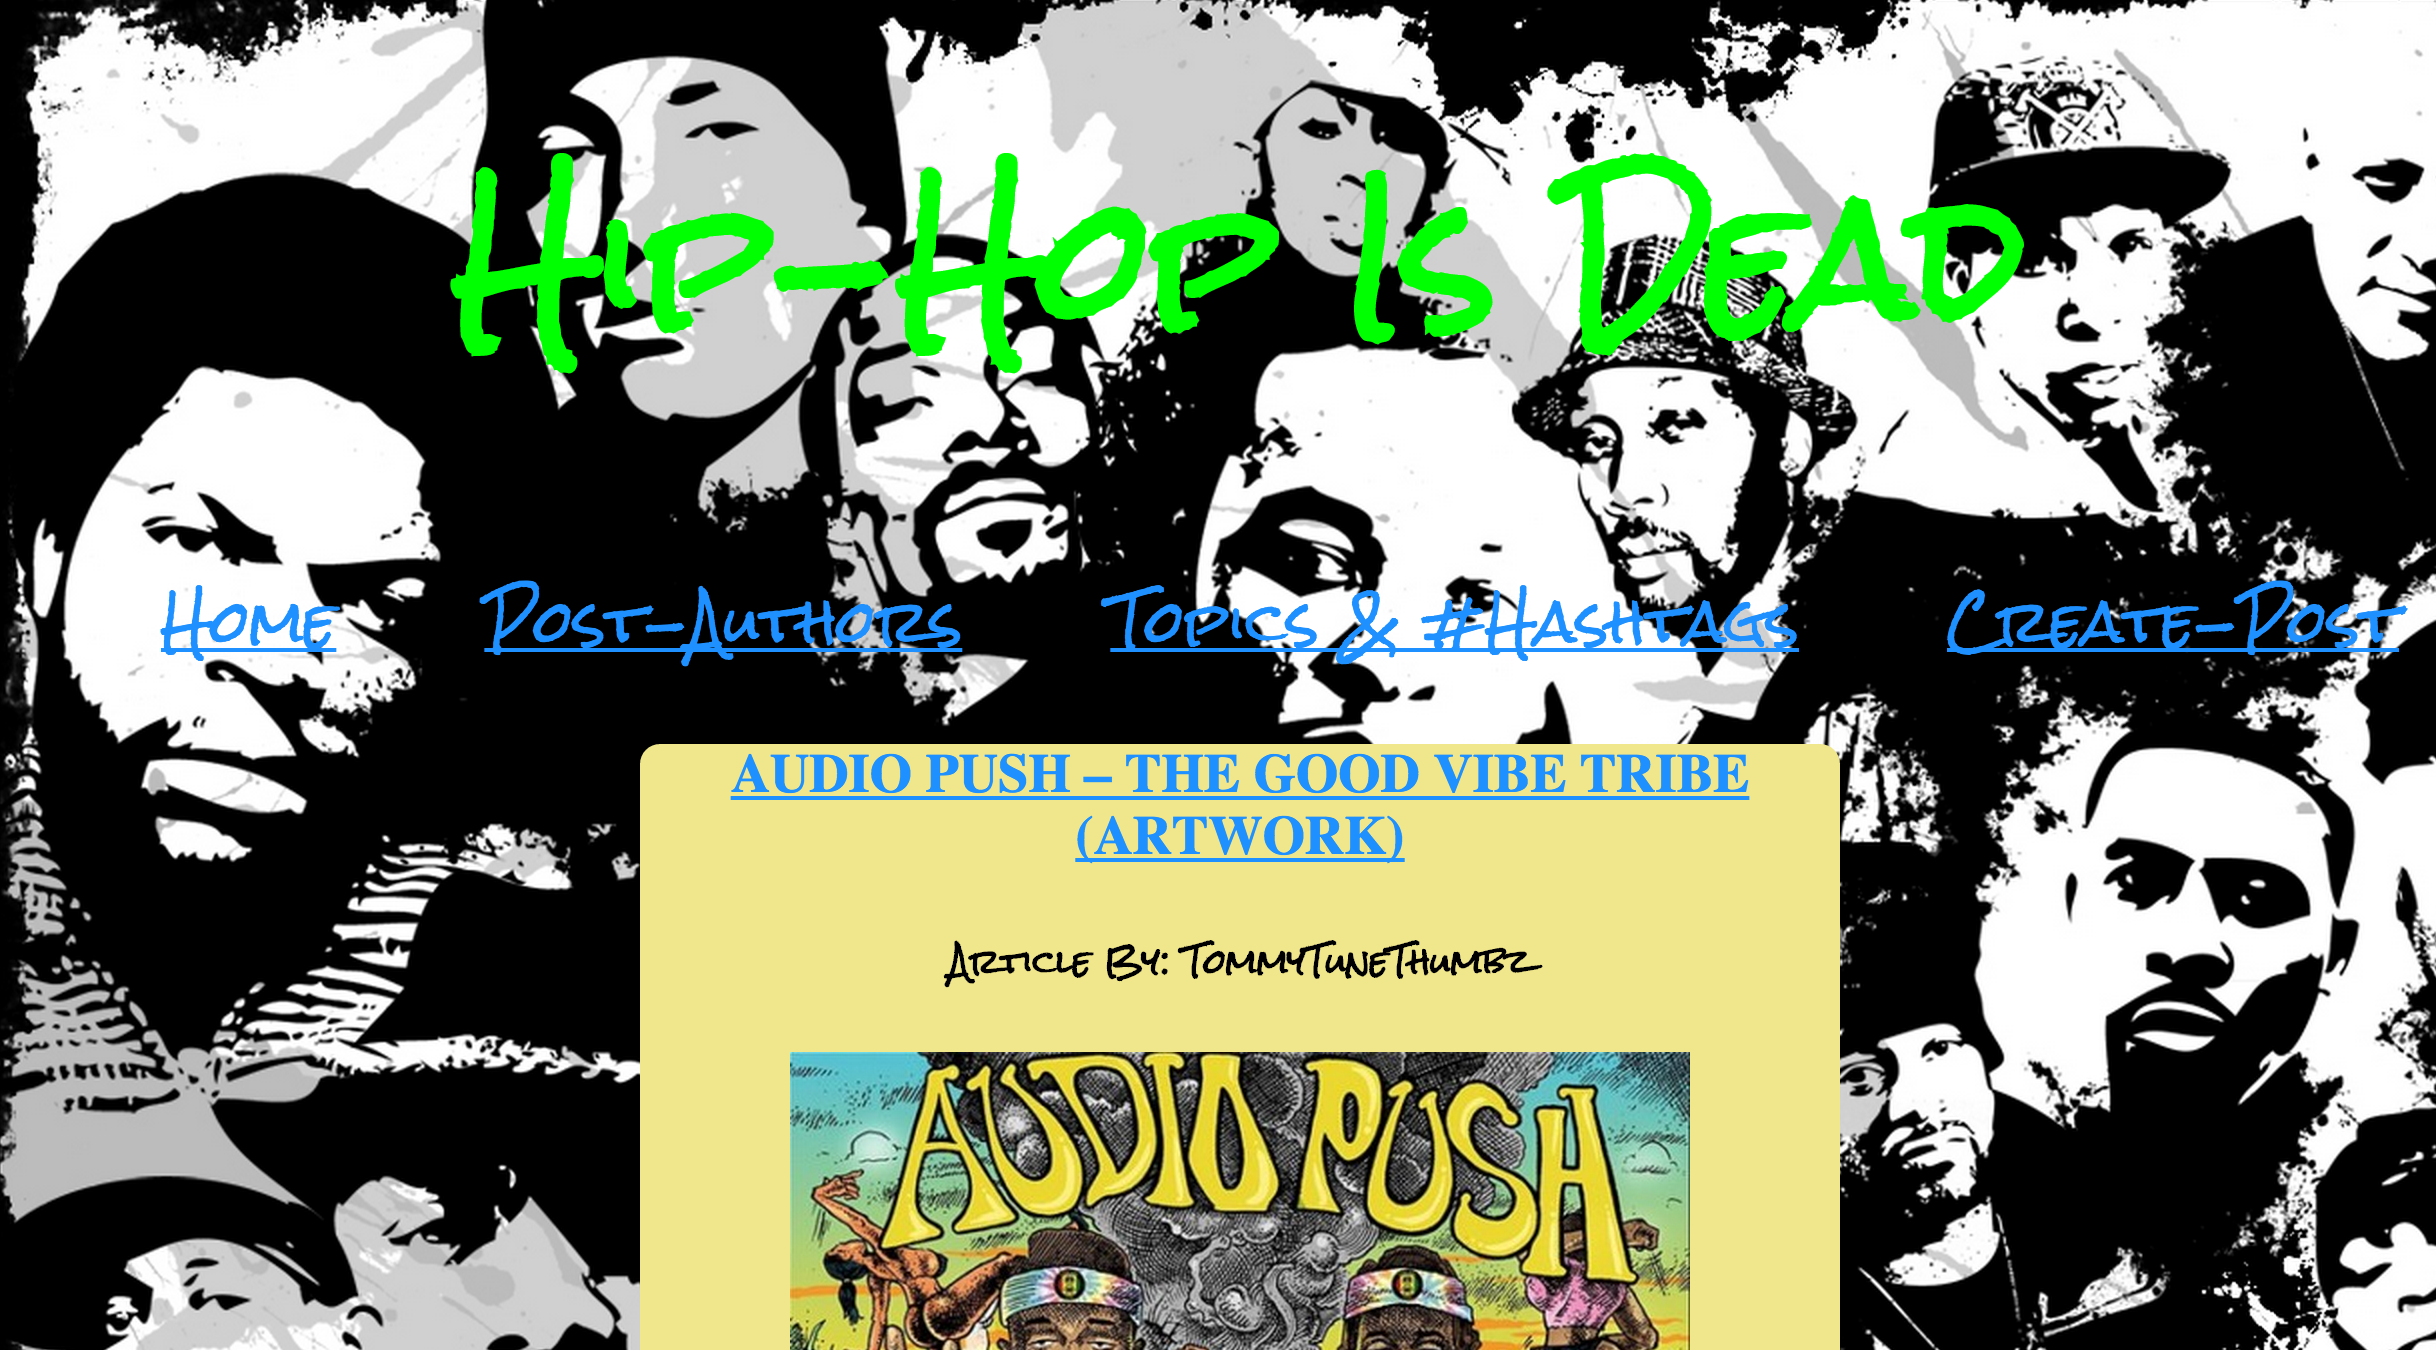 Hip-Hop Is Dead
Home Post-Authors Topics & #Hashtags Create-Post
AUDIO PUSH – THE GOOD VIBE TRIBE
(ARTWORK)
Article By: TommyTuneThumbz
AUDIO PUSH